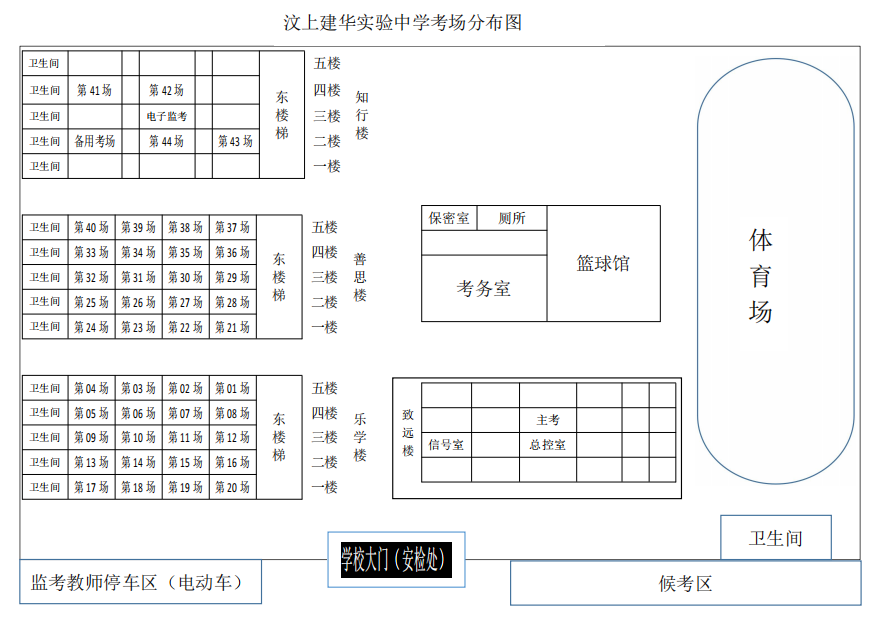 汶上建华实验中学考场分布图
卫生间 五楼
卫生间 第41场 第42场 四楼
卫生间 电子监考 三楼
卫生间 备用考场 第44场 第43场 二楼
卫生间 一楼
东楼梯
知行楼
卫生间 第40场 第39场 第38场 第37场 五楼
卫生间 第33场 第34场 第35场 第36场 四楼
卫生间 第32场 第31场 第30场 第29场 三楼
卫生间 第25场 第26场 第27场 第28场 二楼
卫生间 第24场 第23场 第22场 第21场 一楼
东楼梯
善思楼
保密室 厕所
考务室
篮球馆
体育场
卫生间 第04场 第03场 第02场 第01场 五楼
卫生间 第05场 第06场 第07场 第08场 四楼
卫生间 第09场 第10场 第11场 第12场 三楼
卫生间 第13场 第14场 第15场 第16场 二楼
卫生间 第17场 第18场 第19场 第20场 一楼
东楼梯
乐学楼
致远楼
主考
信号室 总控室
卫生间
学校大门（安检处）
监考教师停车区（电动车）
候考区